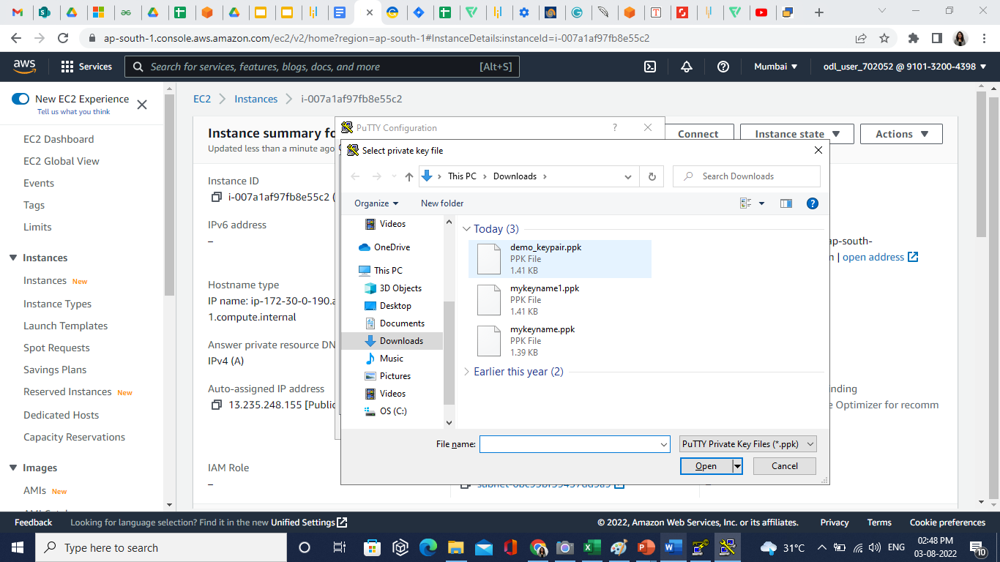 ap-south-1.console.aws.amazon.com/ec2/v2/home?region=ap-south-1#InstanceDetails:instanceId=i-007a1af97fb8e55c2
aws
Services
Search for services, features, blogs, docs, and more
[Alt+S]
Mumbai
odl_user_702052 @ 9101-3200-4398
New EC2 Experience
Tell us what you think
EC2 Dashboard
EC2 Global View
Events
Tags
Limits
Instances
Instances New
Instance Types
Launch Templates
Spot Requests
Savings Plans
Reserved Instances New
Dedicated Hosts
Capacity Reservations
Images
AMIs New
EC2
Instances
i-007a1af97fb8e55c2
Instance summary fo
Updated less than a minute ago
Connect
Instance state
Actions
Instance ID
i-007a1af97fb8e55c2 (
IPv6 address
–
Hostname type
IP name: ip-172-30-0-190.a
1.compute.internal
Answer private resource DN
IPv4 (A)
Auto-assigned IP address
13.235.248.155 [Public
IAM Role
–
ap-south-
n | open address
nding
e Optimizer for recomm
–
PuTTY Configuration
?
Select private key file
This PC
Downloads
Search Downloads
Organize
New folder
Videos
OneDrive
This PC
3D Objects
Desktop
Documents
Downloads
Music
Pictures
Videos
OS (C:)
Today (3)
demo_keypair.ppk
PPK File
1.41 KB
mykeyname1.ppk
PPK File
1.41 KB
mykeyname.ppk
PPK File
1.39 KB
Earlier this year (2)
File name:
PuTTY Private Key Files (*.ppk)
Open
Cancel
Feedback
Looking for language selection? Find it in the new Unified Settings
© 2022, Amazon Web Services, Inc. or its affiliates.
Privacy
Terms
Cookie preferences
Type here to search
31°C
ENG
02:48 PM
03-08-2022
10